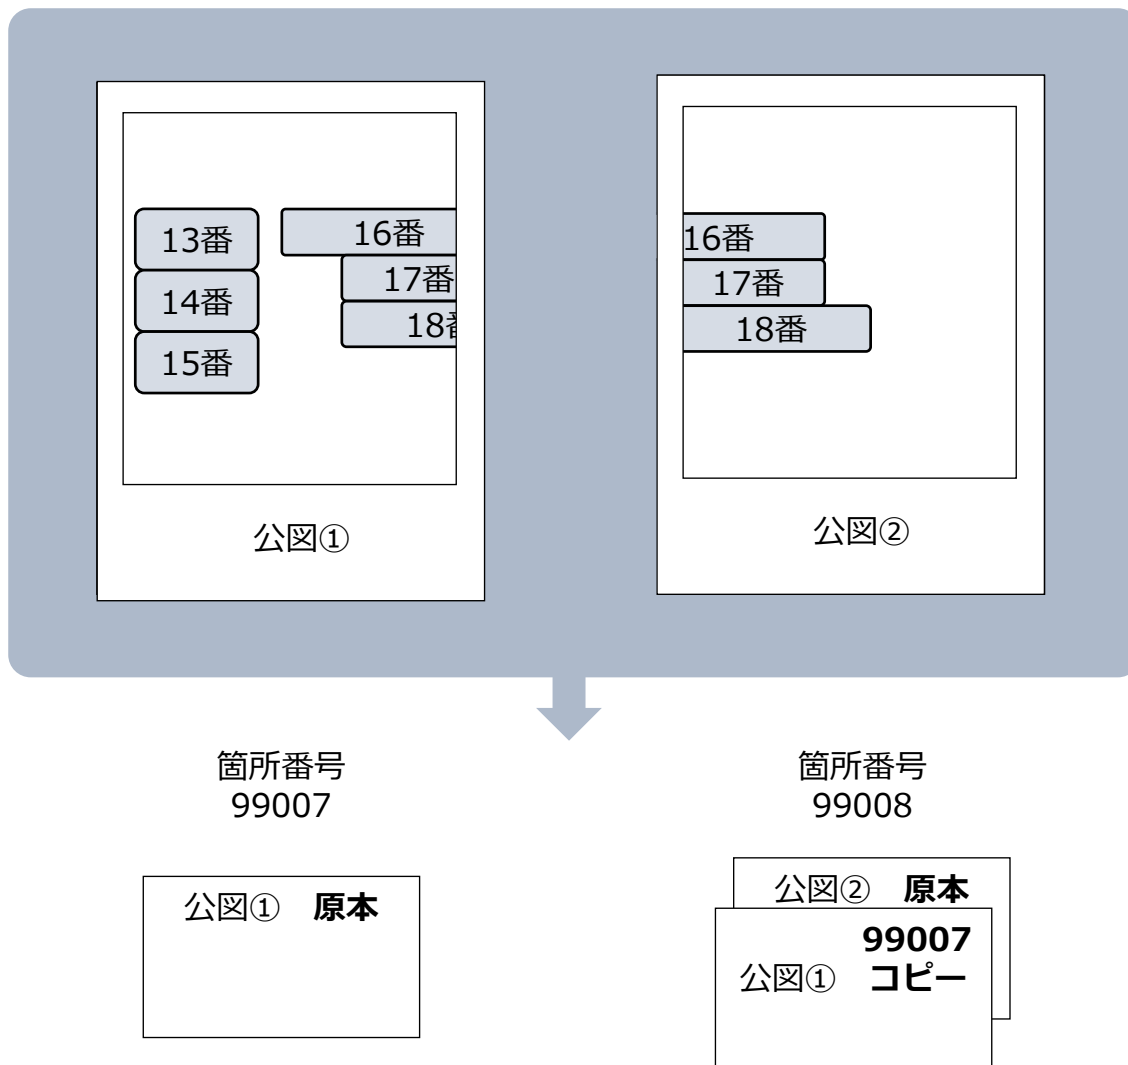 13番
14番
15番
16番
17番
18番
公図①
16番
17番
18番
公図②
箇所番号
99007
箇所番号
99008
公図① 原本
公図② 原本
99007
公図① コピー